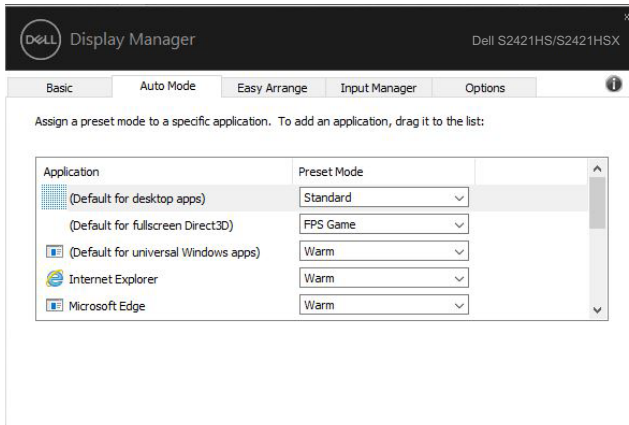 DELL Display Manager Dell S2421HS/S2421HSX
Basic Auto Mode Easy Arrange Input Manager Options
Assign a preset mode to a specific application. To add an application, drag it to the list:
Application Preset Mode
(Default for desktop apps) Standard
(Default for fullscreen Direct3D) FPS Game
(Default for universal Windows apps) Warm
Internet Explorer Warm
Microsoft Edge Warm